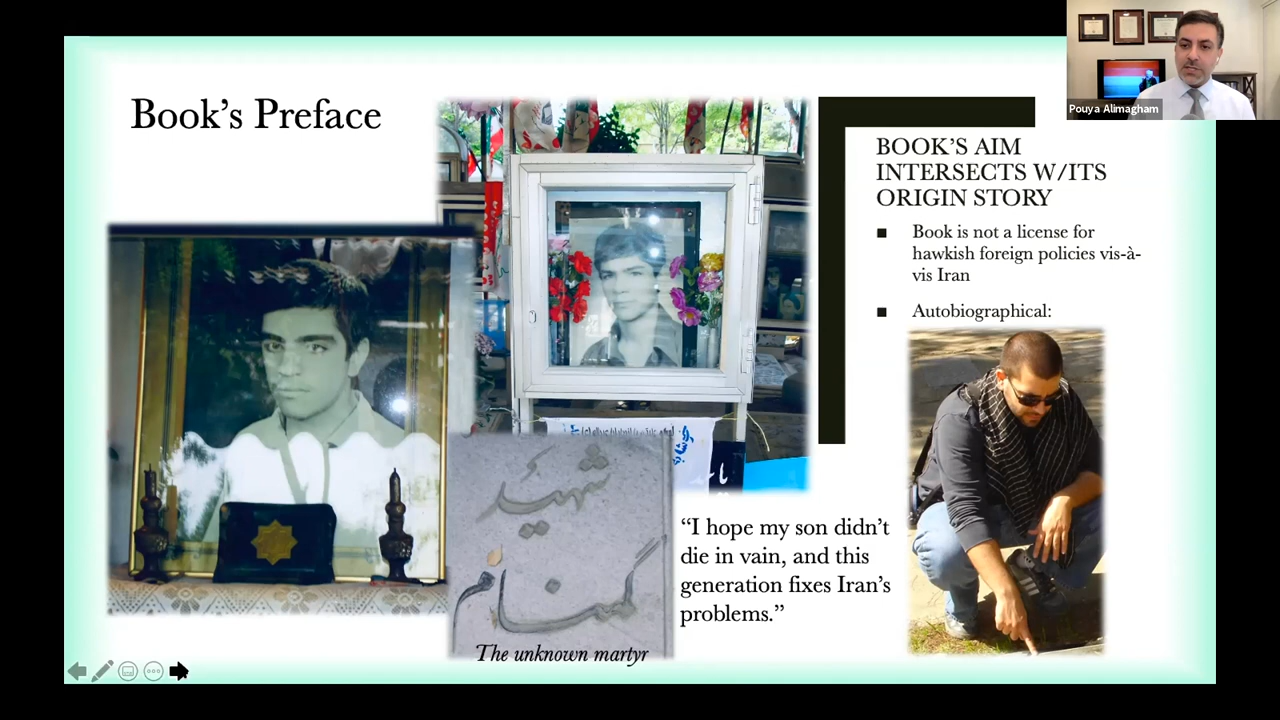 Book's Preface
Pouya Alimagham
BOOK'S AIM
INTERSECTS W/ITS
ORIGIN STORY
■ Book is not a license for
hawkish foreign policies vis-à-
vis Iran
■ Autobiographical:
شهید
گمنام
The unknown martyr
“I hope my son didn’t
die in vain, and this
generation fixes Iran’s
problems.”